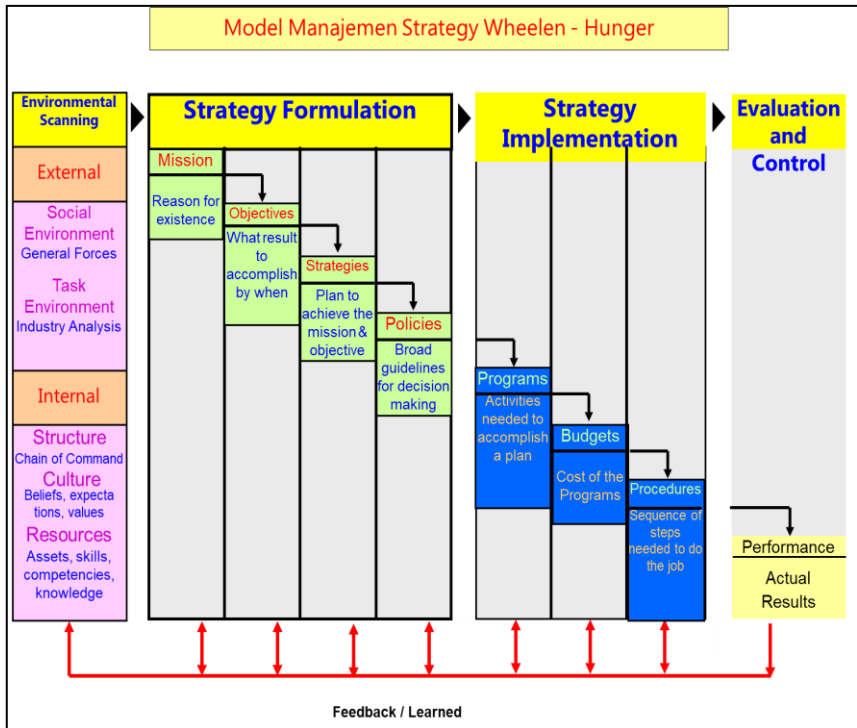 Model Manajemen Strategy Wheelen - Hunger
Environmental
Scanning
Strategy Formulation
Strategy
Implementation
Evaluation
and
Control
External
Social
Environment
General Forces
Task
Environment
Industry Analysis
Internal
Structure
Chain of Command
Culture
Beliefs, expecta
tions, values
Resources
Assets, skills,
competencies,
knowledge
Mission
Reason for
existence
Objectives
What result
to
accomplish
by when
Strategies
Plan to
achieve the
mission &
objective
Policies
Broad
guidelines
for decision
making
Programs
Activities
needed to
accomplish
a plan
Budgets
Cost of the
Programs
Procedures
Sequence of
steps
needed to do
the job
Performance
Actual
Results
Feedback / Learned